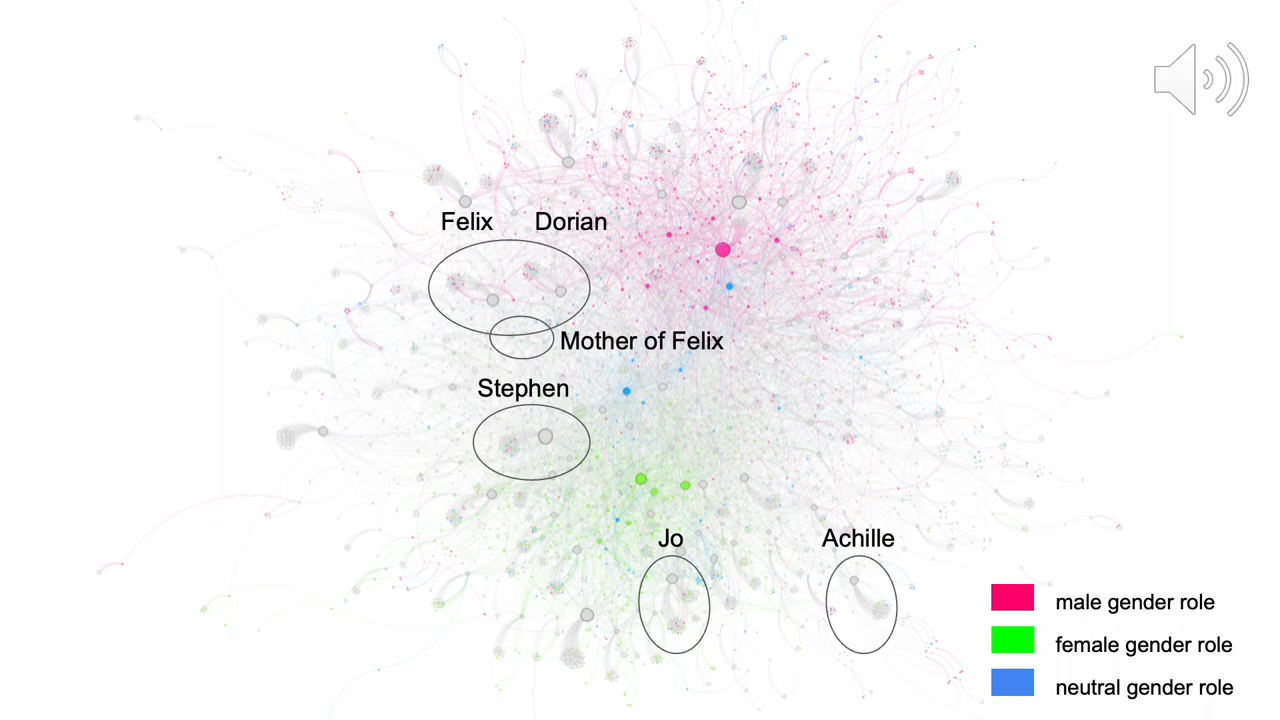 Felix
Dorian
Mother of Felix
Stephen
Jo
Achille
male gender role
female gender role
neutral gender role